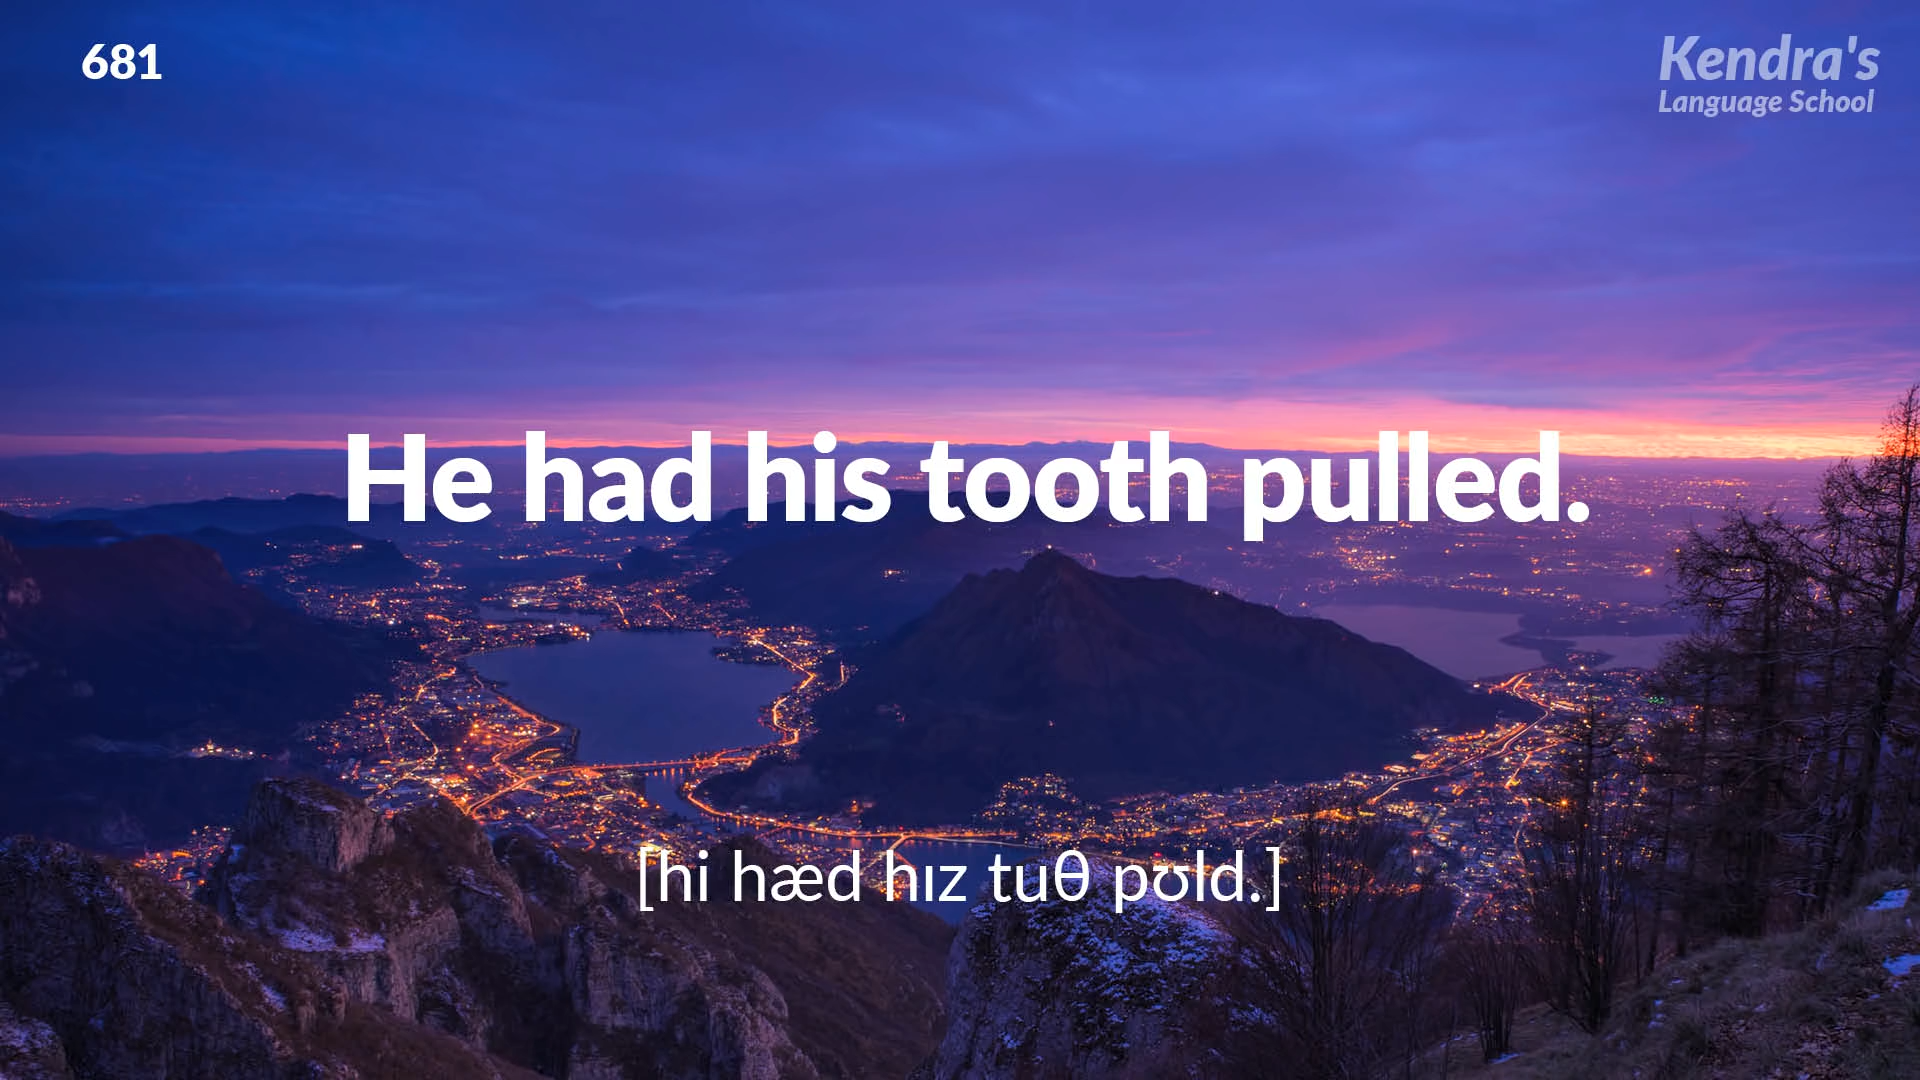 681
Kendra's
Language School
He had his tooth pulled.
[hi hæd hɪz tuθ pʊld.]